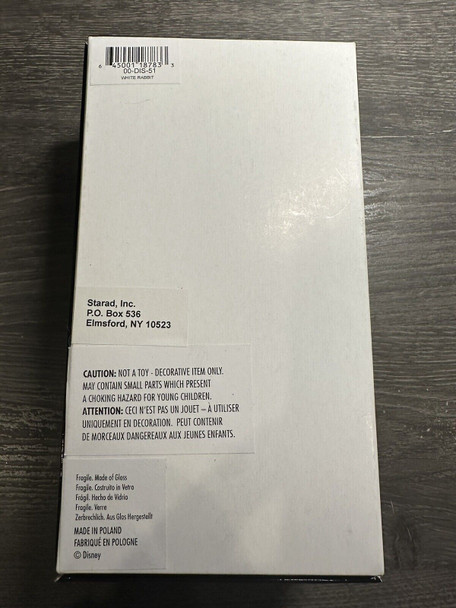 6 45001 18783 3
00-DIS-51
WHITE RABBIT
Starad, Inc.
P.O. Box 536
Elmsford, NY 10523
CAUTION: NOT A TOY - DECORATIVE ITEM ONLY.
MAY CONTAIN SMALL PARTS WHICH PRESENT
A CHOKING HAZARD FOR YOUNG CHILDREN.
ATTENTION: CECI N'EST PAS UN JOUET – À UTILISER
UNIQUEMENT EN DECORATION. PEUT CONTENIR
DE MORCEAUX DANGEREAUX AUX JEUNES ENFANTS.
Fragile. Made of Glass
Fragile. Costruito in Vetro
Frágil. Hecho de Vidrio
Fragile. Verre
Zerbrechlich. Aus Glas Hergestellt
MADE IN POLAND
FABRIQUÉ EN POLOGNE
© Disney